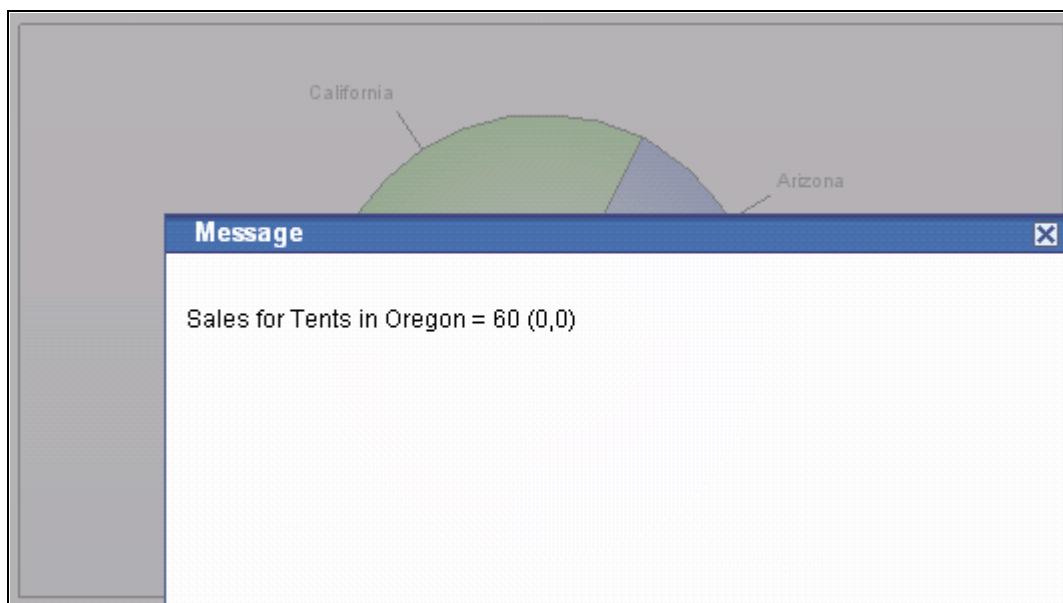 California
Arizona
Message
Sales for Tents in Oregon = 60 (0,0)